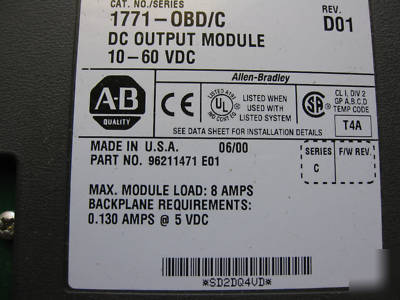 CAT. NO./SERIES
REV.
1771-OBD/C
D01
DC OUTPUT MODULE
10-60 VDC
Allen-Bradley
AB
QUALITY
UL
LISTED
LISTED WHEN
USED WITH
SA
CL I, DIV 2
GP A,B,C,D
TEMP CODE
T4A
SEE DATA SHEET FOR INSTALLATION DETAILS
MADE IN U.S.A. 06/00
PART NO. 96211471 E01
SERIES
F/W REV.
C
MAX. MODULE LOAD: 8 AMPS
BACKPLANE REQUIREMENTS:
0.130 AMPS @ 5 VDC
*SD2DQ4VD*